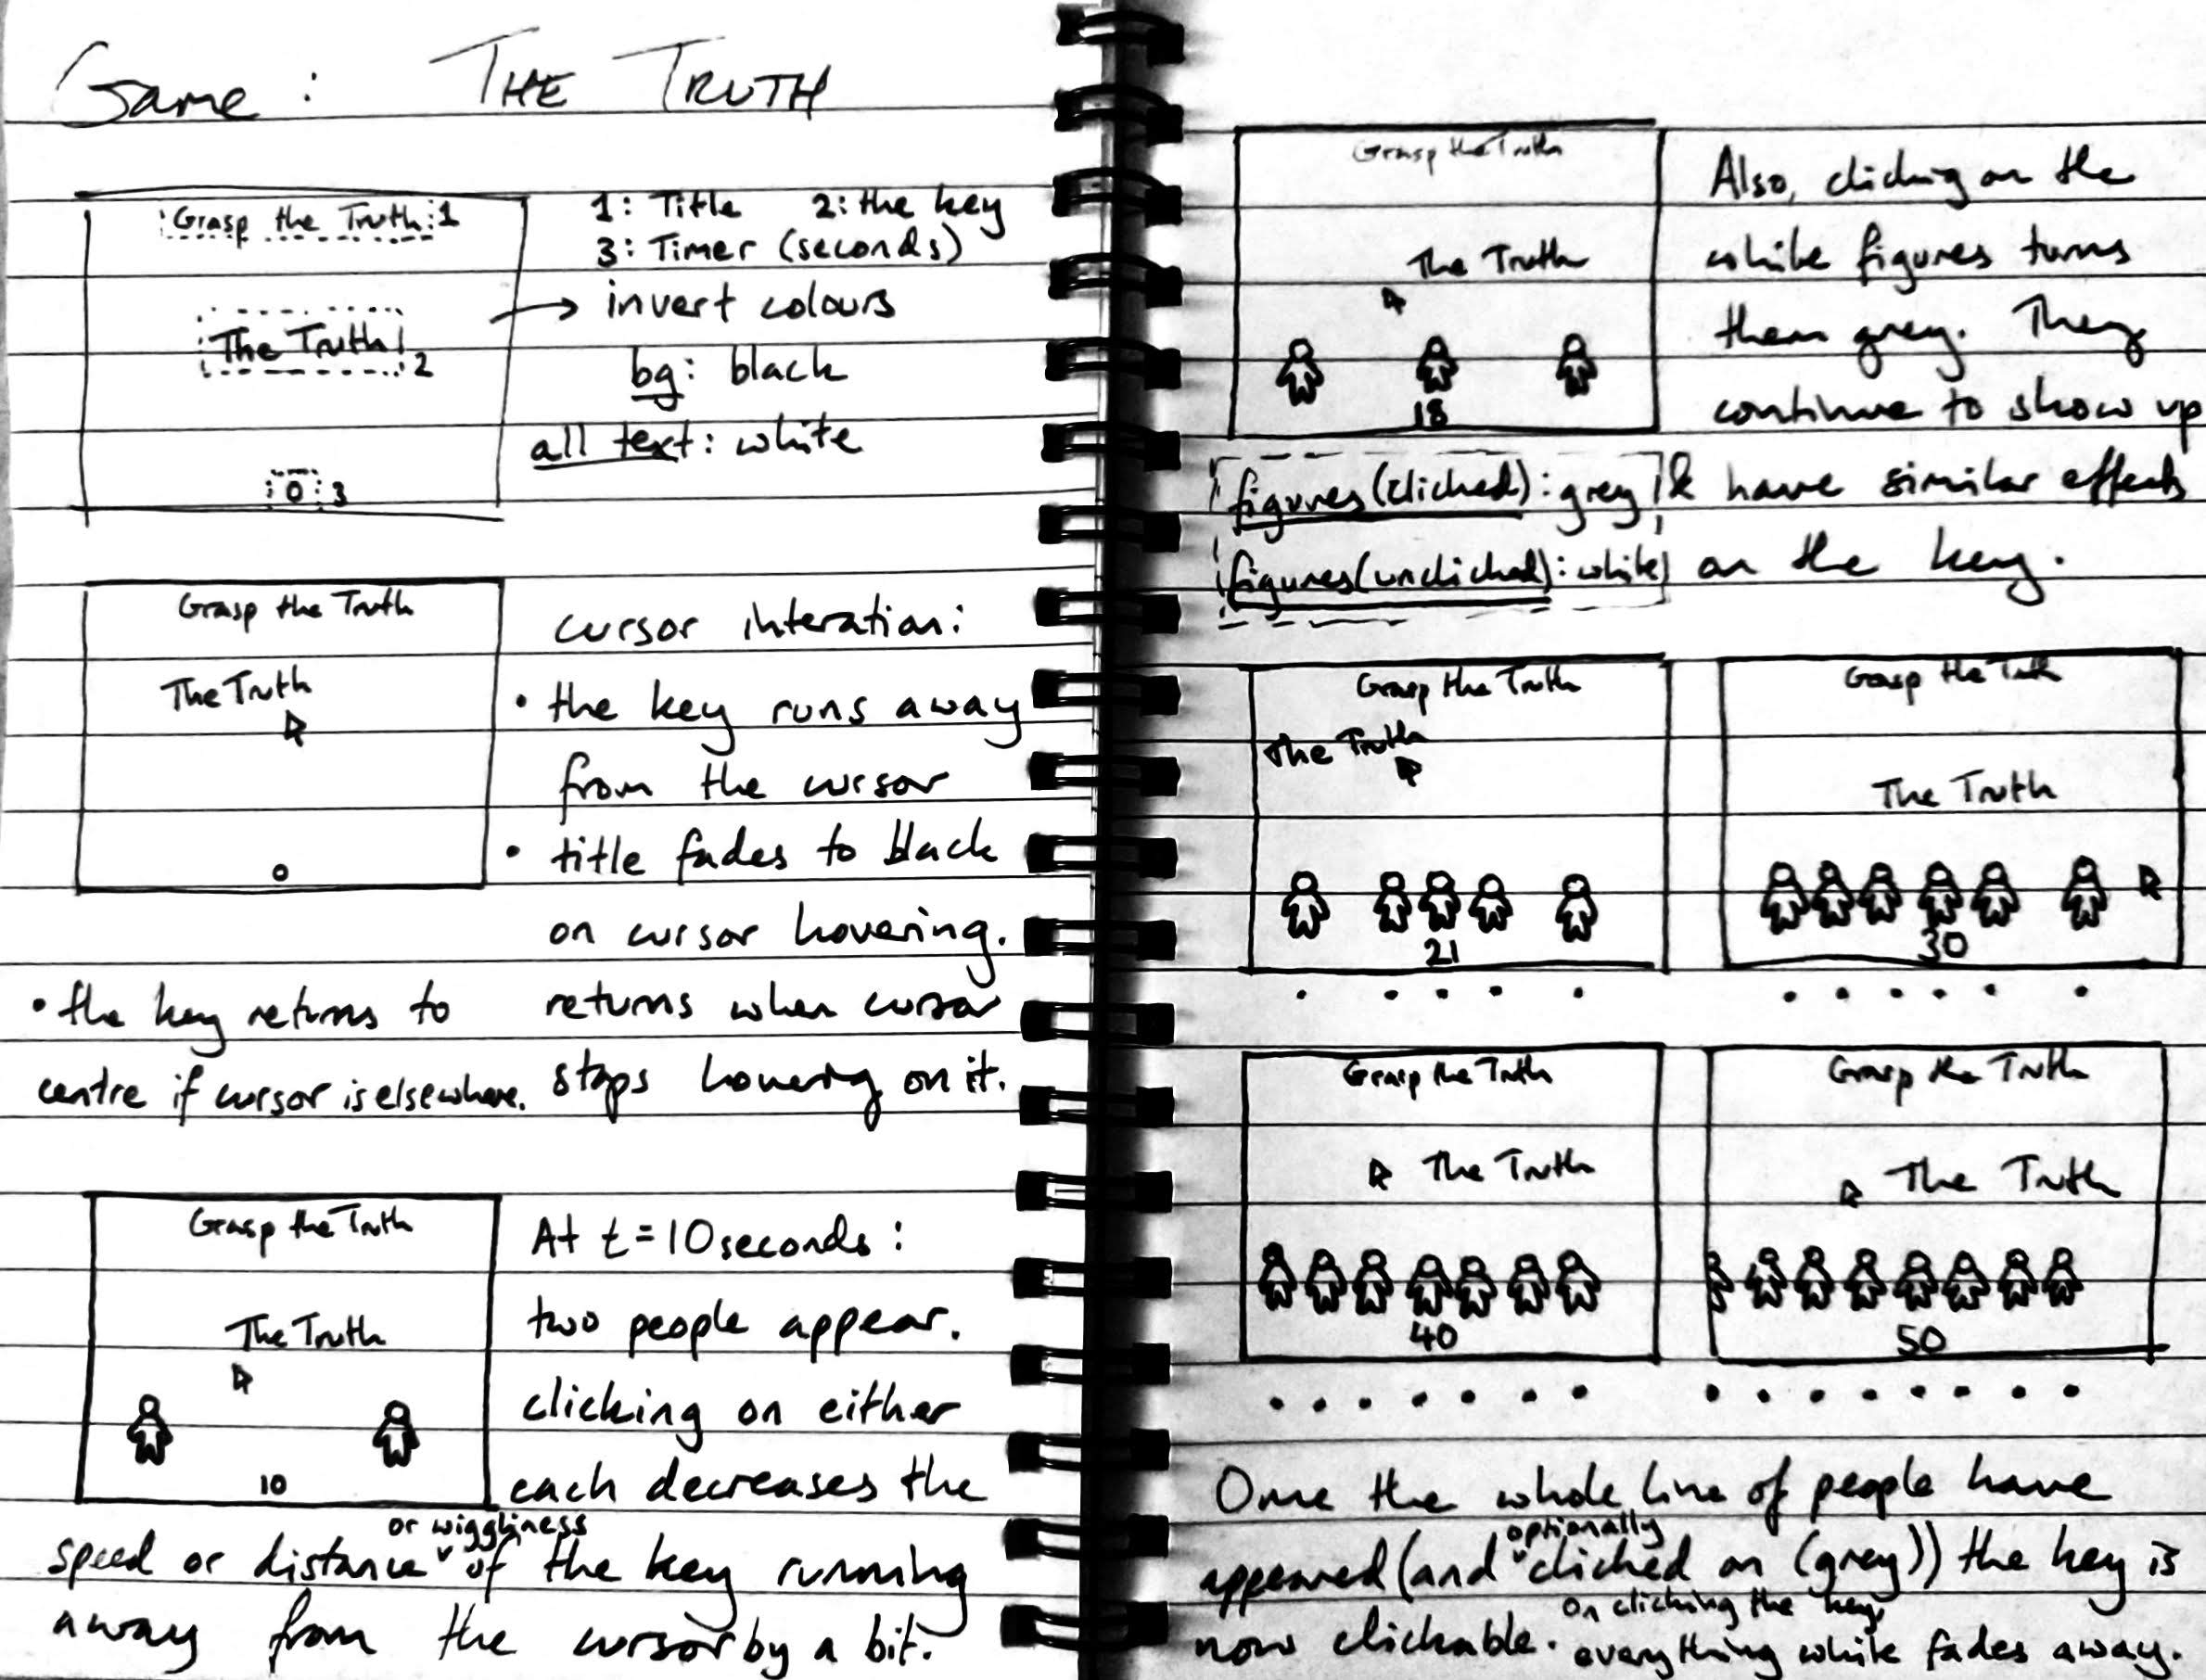 Game: THE TRUTH
Grasp the Truth 1
The Truth 2
0 3
1: Title 2: the key
3: Timer (seconds)
→ invert colours
bg: black
all text: white
Grasp the Truth
The Truth
0
cursor interation:
• the key runs away
from the cursor
• title fades to black
on cursor hovering.
returns when cursor
stops hovering on it.
• the key returns to
centre if cursor is elsewhere.
Grasp the Truth
The Truth
10
At t=10seconds:
two people appear.
clicking on either
each decreases the
speed or distance or wiggliness of the key running
away from the cursor by a bit.
Grasp the Truth
The Truth
18
Also, clicking on the
white figures turns
them grey. They
continue to show up
& have similar effects
on the key.
figures(clicked): grey
figures(unclicked): white
Grasp the Truth
The Truth
21
Grasp the Truth
The Truth
30
Grasp the Truth
The Truth
40
Grasp the Truth
The Truth
50
Once the whole line of people have
appeared (and optionally clicked on (grey)) the key is
now clickable. On clicking the key, everything white fades away.